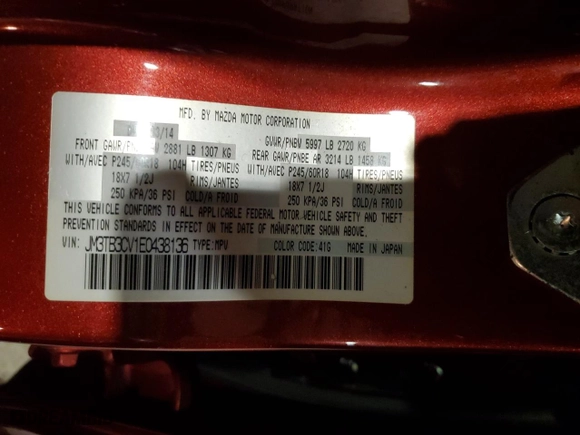 MFD. BY MAZDA MOTOR CORPORATION
/14
GVWR/PNBV 5997 LB 2720 KG
FRONT GAWR/ 2881 LB 1307 KG
REAR GAWR/PNBE AR 3214 LB 1458 KG
WITH/AVEC P245/60R18 104H TIRES/PNEUS
WITH/AVEC P245/60R18 104H TIRES/PNEUS
18X7 1/2J RIMS/JANTES
18X7 1/2J RIMS/JANTES
250 KPA/36 PSI COLD/A FROID
250 KPA/36 PSI COLD/A FROID
THIS VEHICLE CONFORMS TO ALL APPLICABLE FEDERAL MOTOR VEHICLE SAFETY AND THEFT
PREVENTION STANDARDS IN EFFECT ON THE DATE OF MANUFACTURE SHOWN ABOVE.
VIN: JM3TB3CV1E0438136 TYPE:MPV COLOR CODE:41G MADE IN JAPAN